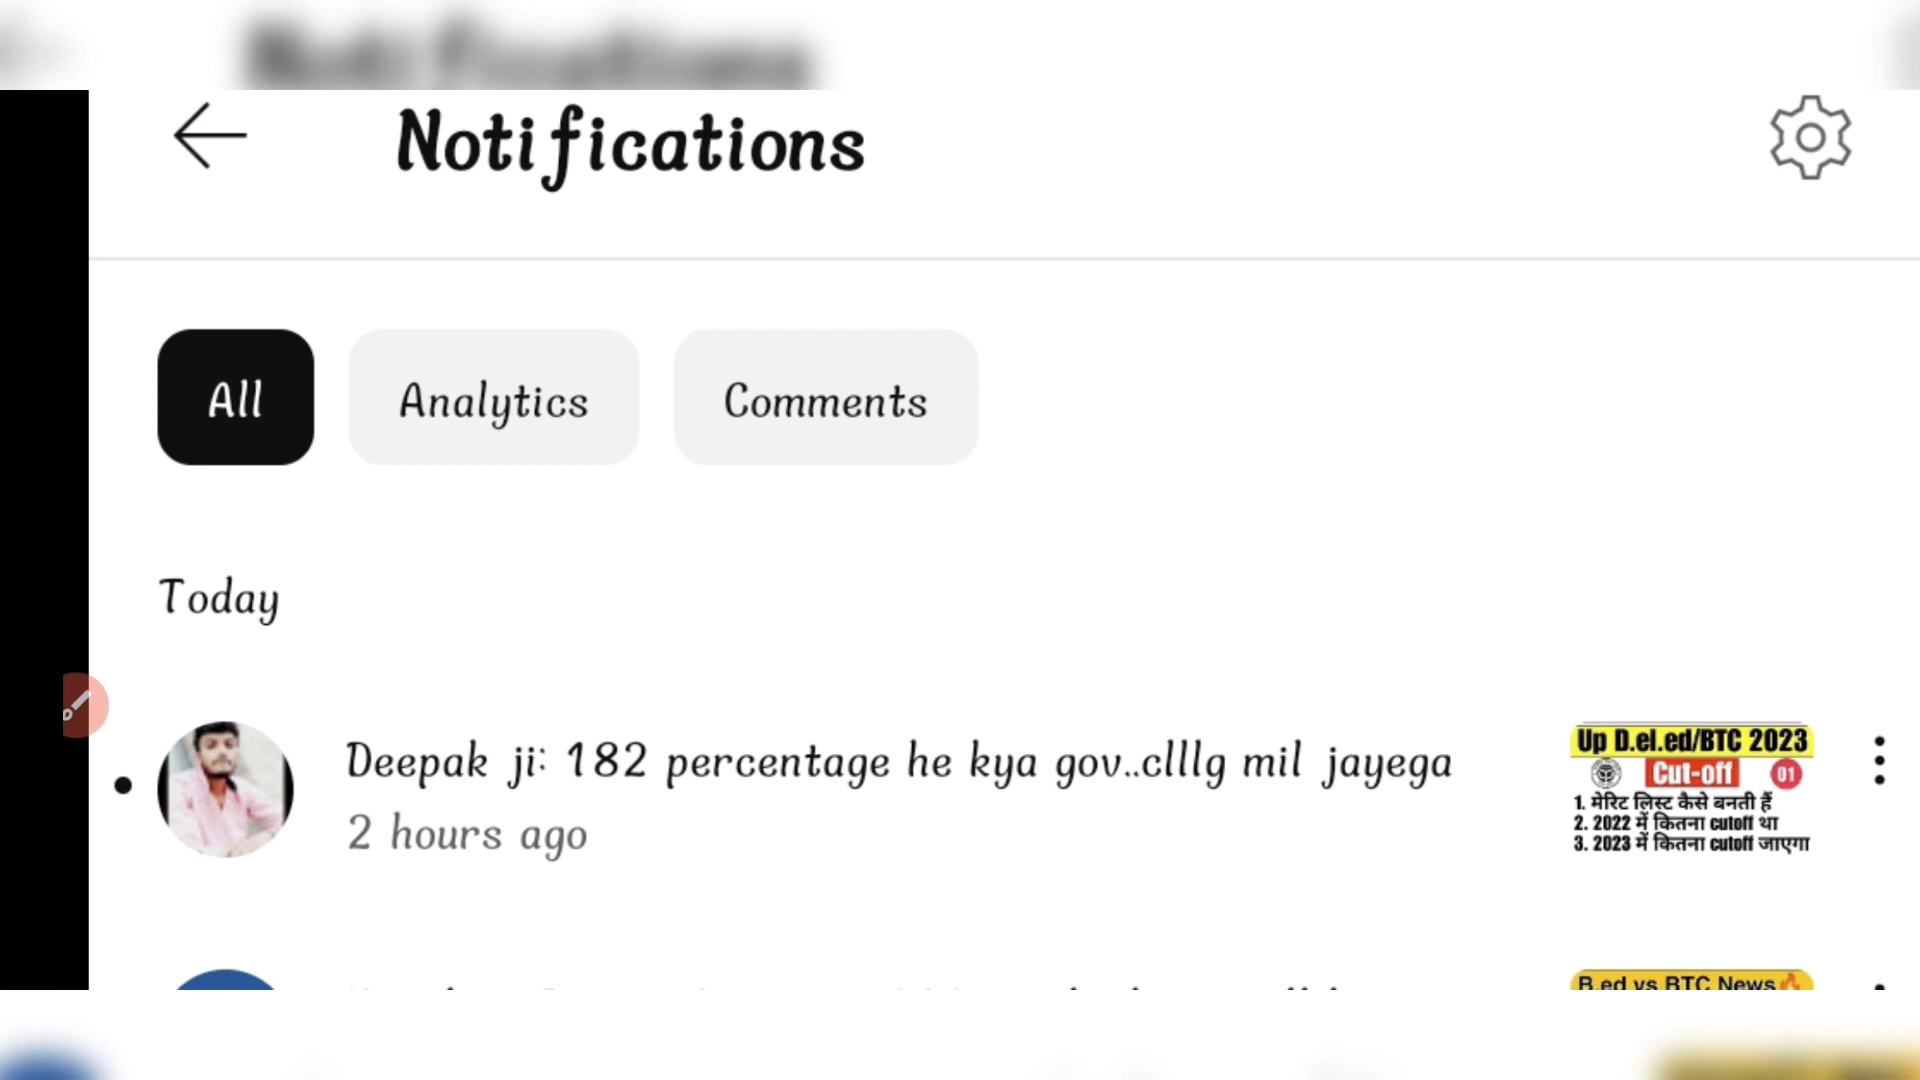 Notifications
All
Analytics
Comments
Today
Deepak ji: 182 percentage he kya gov..clllg mil jayega
2 hours ago
Up D.el.ed/BTC 2023
Cut-off
01
1. मेरिट लिस्ट कैसे बनती हैं
2. 2022 में कितना cutoff था
3. 2023 में कितना cutoff जाएगा
B.ed vs BTC News🔥